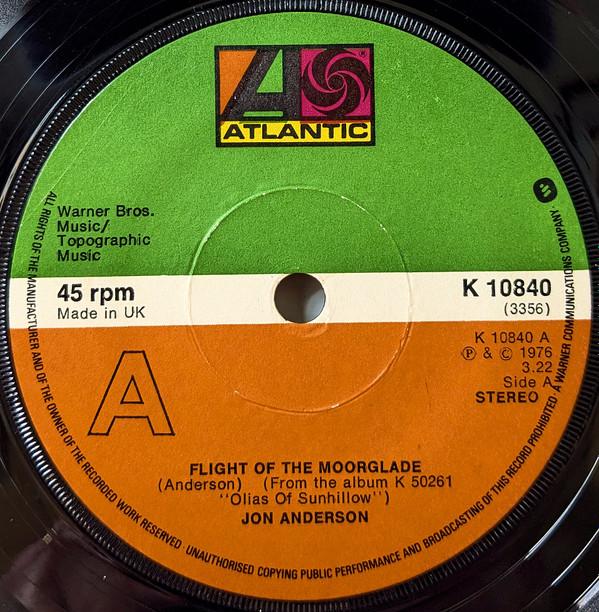 ATLANTIC
Warner Bros.
Music/
Topographic
Music
45 rpm
Made in UK
K 10840
(3356)
K 10840 A
Ⓟ & © 1976
3.22
Side A
STEREO
A
FLIGHT OF THE MOORGLADE
(Anderson) (From the album K 50261
''Olias Of Sunhillow'')
JON ANDERSON
ALL RIGHTS OF THE MANUFACTURER AND OF THE OWNER OF THE RECORDED WORK RESERVED · UNAUTHORISED COPYING PUBLIC PERFORMANCE AND BROADCASTING OF THIS RECORD PROHIBITED · A WARNER COMMUNICATIONS COMPANY ·